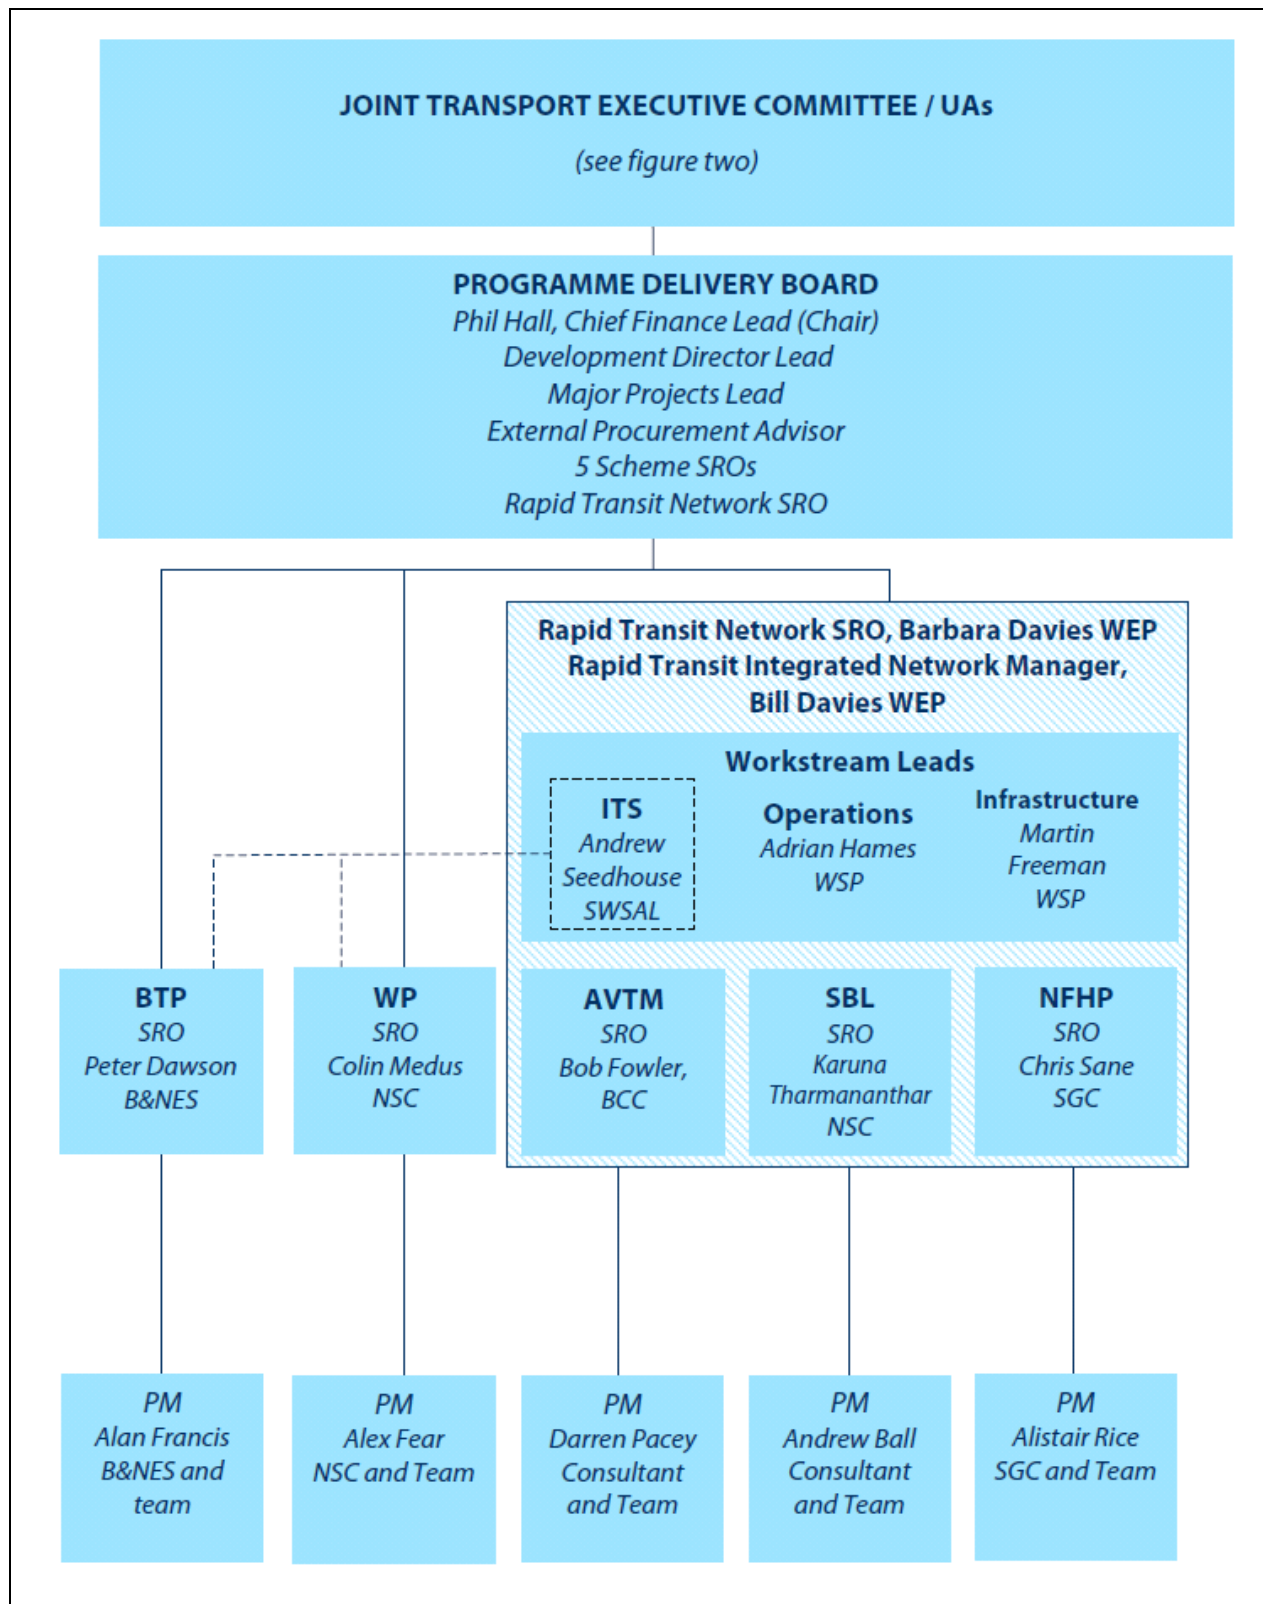 JOINT TRANSPORT EXECUTIVE COMMITTEE / UAs
(see figure two)
PROGRAMME DELIVERY BOARD
Phil Hall, Chief Finance Lead (Chair)
Development Director Lead
Major Projects Lead
External Procurement Advisor
5 Scheme SROs
Rapid Transit Network SRO
Rapid Transit Network SRO, Barbara Davies WEP
Rapid Transit Integrated Network Manager,
Bill Davies WEP
Workstream Leads
ITS
Andrew
Seedhouse
SWSAL
Operations
Adrian Hames
WSP
Infrastructure
Martin
Freeman
WSP
BTP
SRO
Peter Dawson
B&NES
WP
SRO
Colin Medus
NSC
AVTM
SRO
Bob Fowler,
BCC
SBL
SRO
Karuna
Tharmananthar
NSC
NFHP
SRO
Chris Sane
SGC
PM
Alan Francis
B&NES and
team
PM
Alex Fear
NSC and Team
PM
Darren Pacey
Consultant
and Team
PM
Andrew Ball
Consultant
and Team
PM
Alistair Rice
SGC and Team